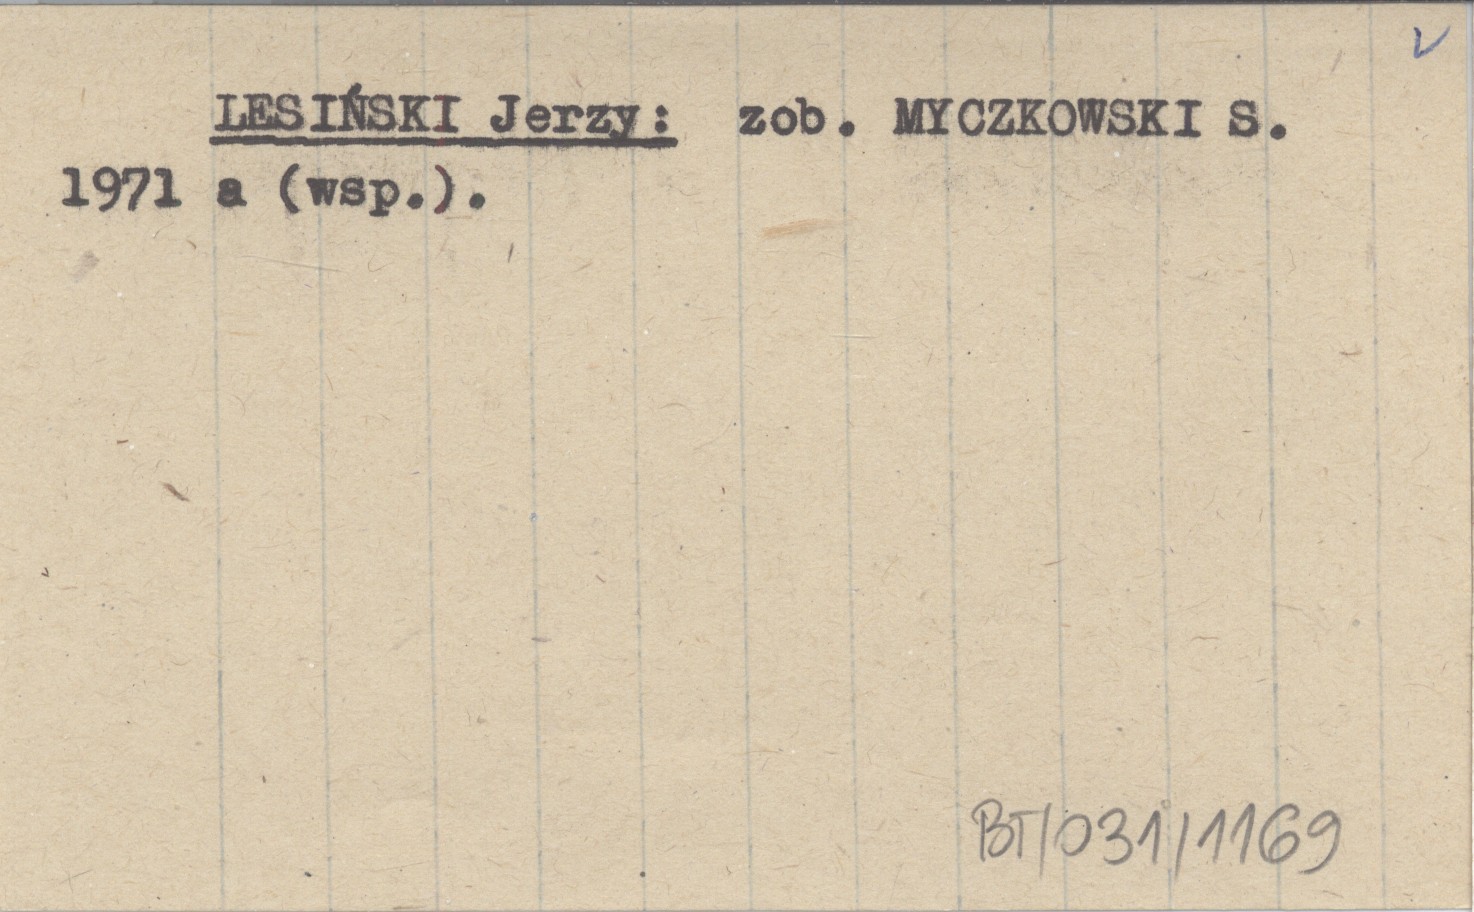 LESIŃSKI Jerzy: zob. MYCZKOWSKI S.
1971 a (wsp.).
BT/031/1169